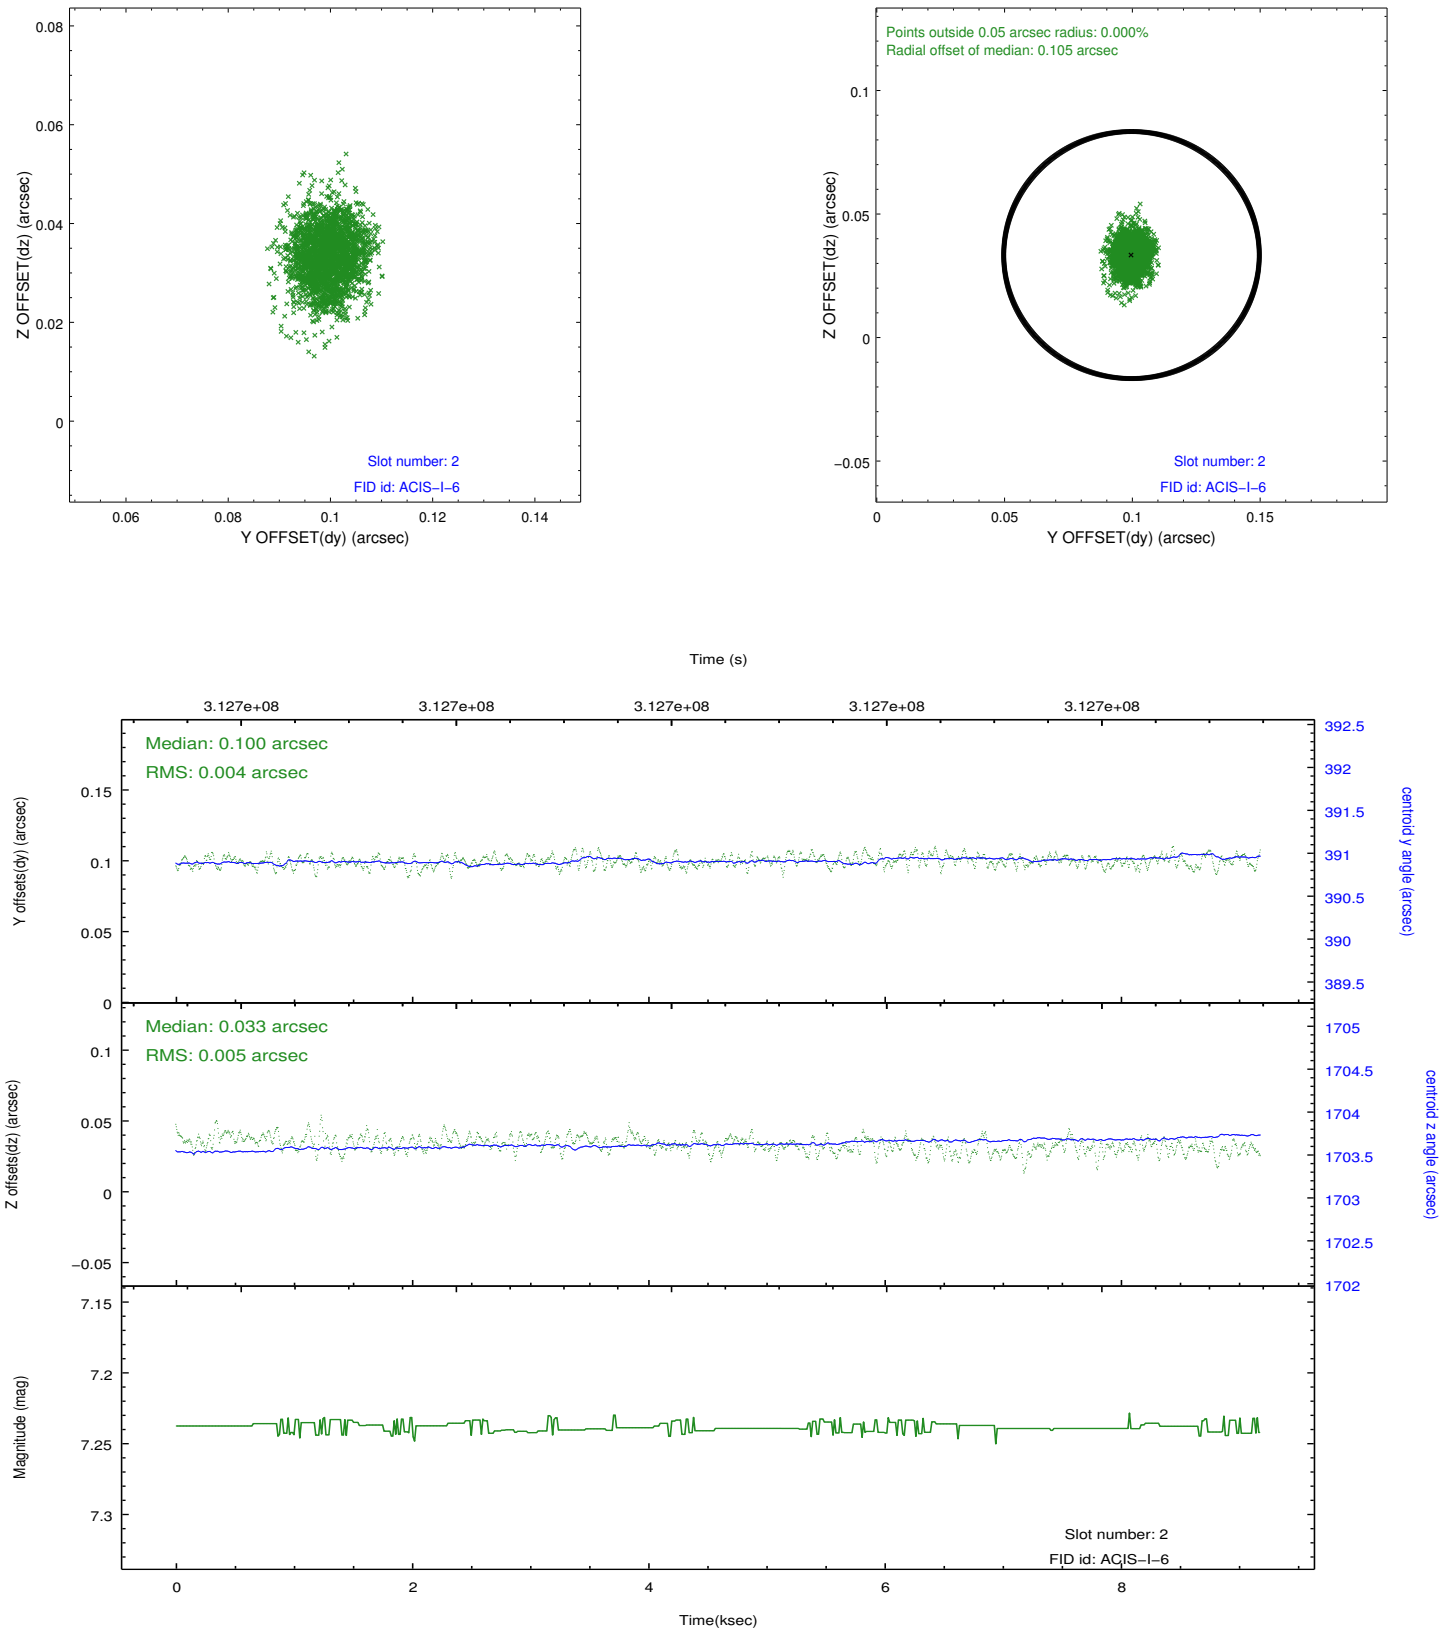 0.08
0.06
0.04
0.02
0
Z OFFSET(dz) (arcsec)
Slot number: 2
FID id: ACIS−I−6
0.06 0.08 0.1 0.12 0.14
Y OFFSET(dy) (arcsec)
Points outside 0.05 arcsec radius: 0.000%
Radial offset of median: 0.105 arcsec
0.1
0.05
0
−0.05
Z OFFSET(dz) (arcsec)
Slot number: 2
FID id: ACIS−I−6
0 0.05 0.1 0.15
Y OFFSET(dy) (arcsec)
Time (s)
3.127e+08 3.127e+08 3.127e+08 3.127e+08 3.127e+08
Median: 0.100 arcsec
RMS: 0.004 arcsec
0.15
0.1
0.05
0
Y offsets(dy) (arcsec)
392.5
392
391.5
391
390.5
390
389.5
centroid y angle (arcsec)
Median: 0.033 arcsec
RMS: 0.005 arcsec
0.1
0.05
0
−0.05
Z offsets(dz) (arcsec)
1705
1704.5
1704
1703.5
1703
1702.5
1702
centroid z angle (arcsec)
7.15
7.2
7.25
7.3
Magnitude (mag)
Slot number: 2
FID id: ACIS−I−6
0 2 4 6 8
Time(ksec)